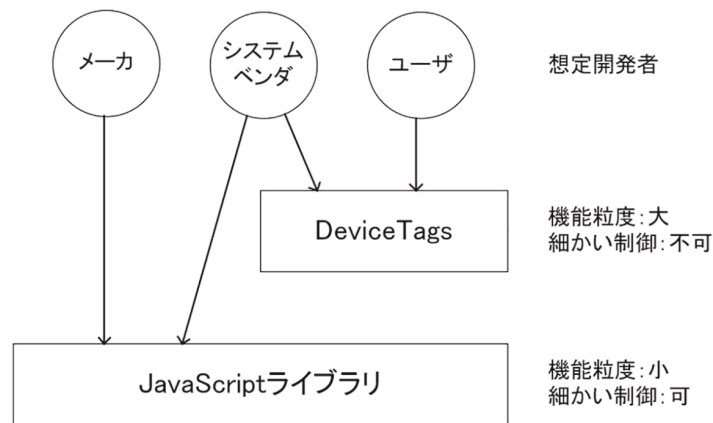 メーカ
システム
ベンダ
ユーザ
想定開発者
DeviceTags
機能粒度：大
細かい制御：不可
JavaScriptライブラリ
機能粒度：小
細かい制御：可